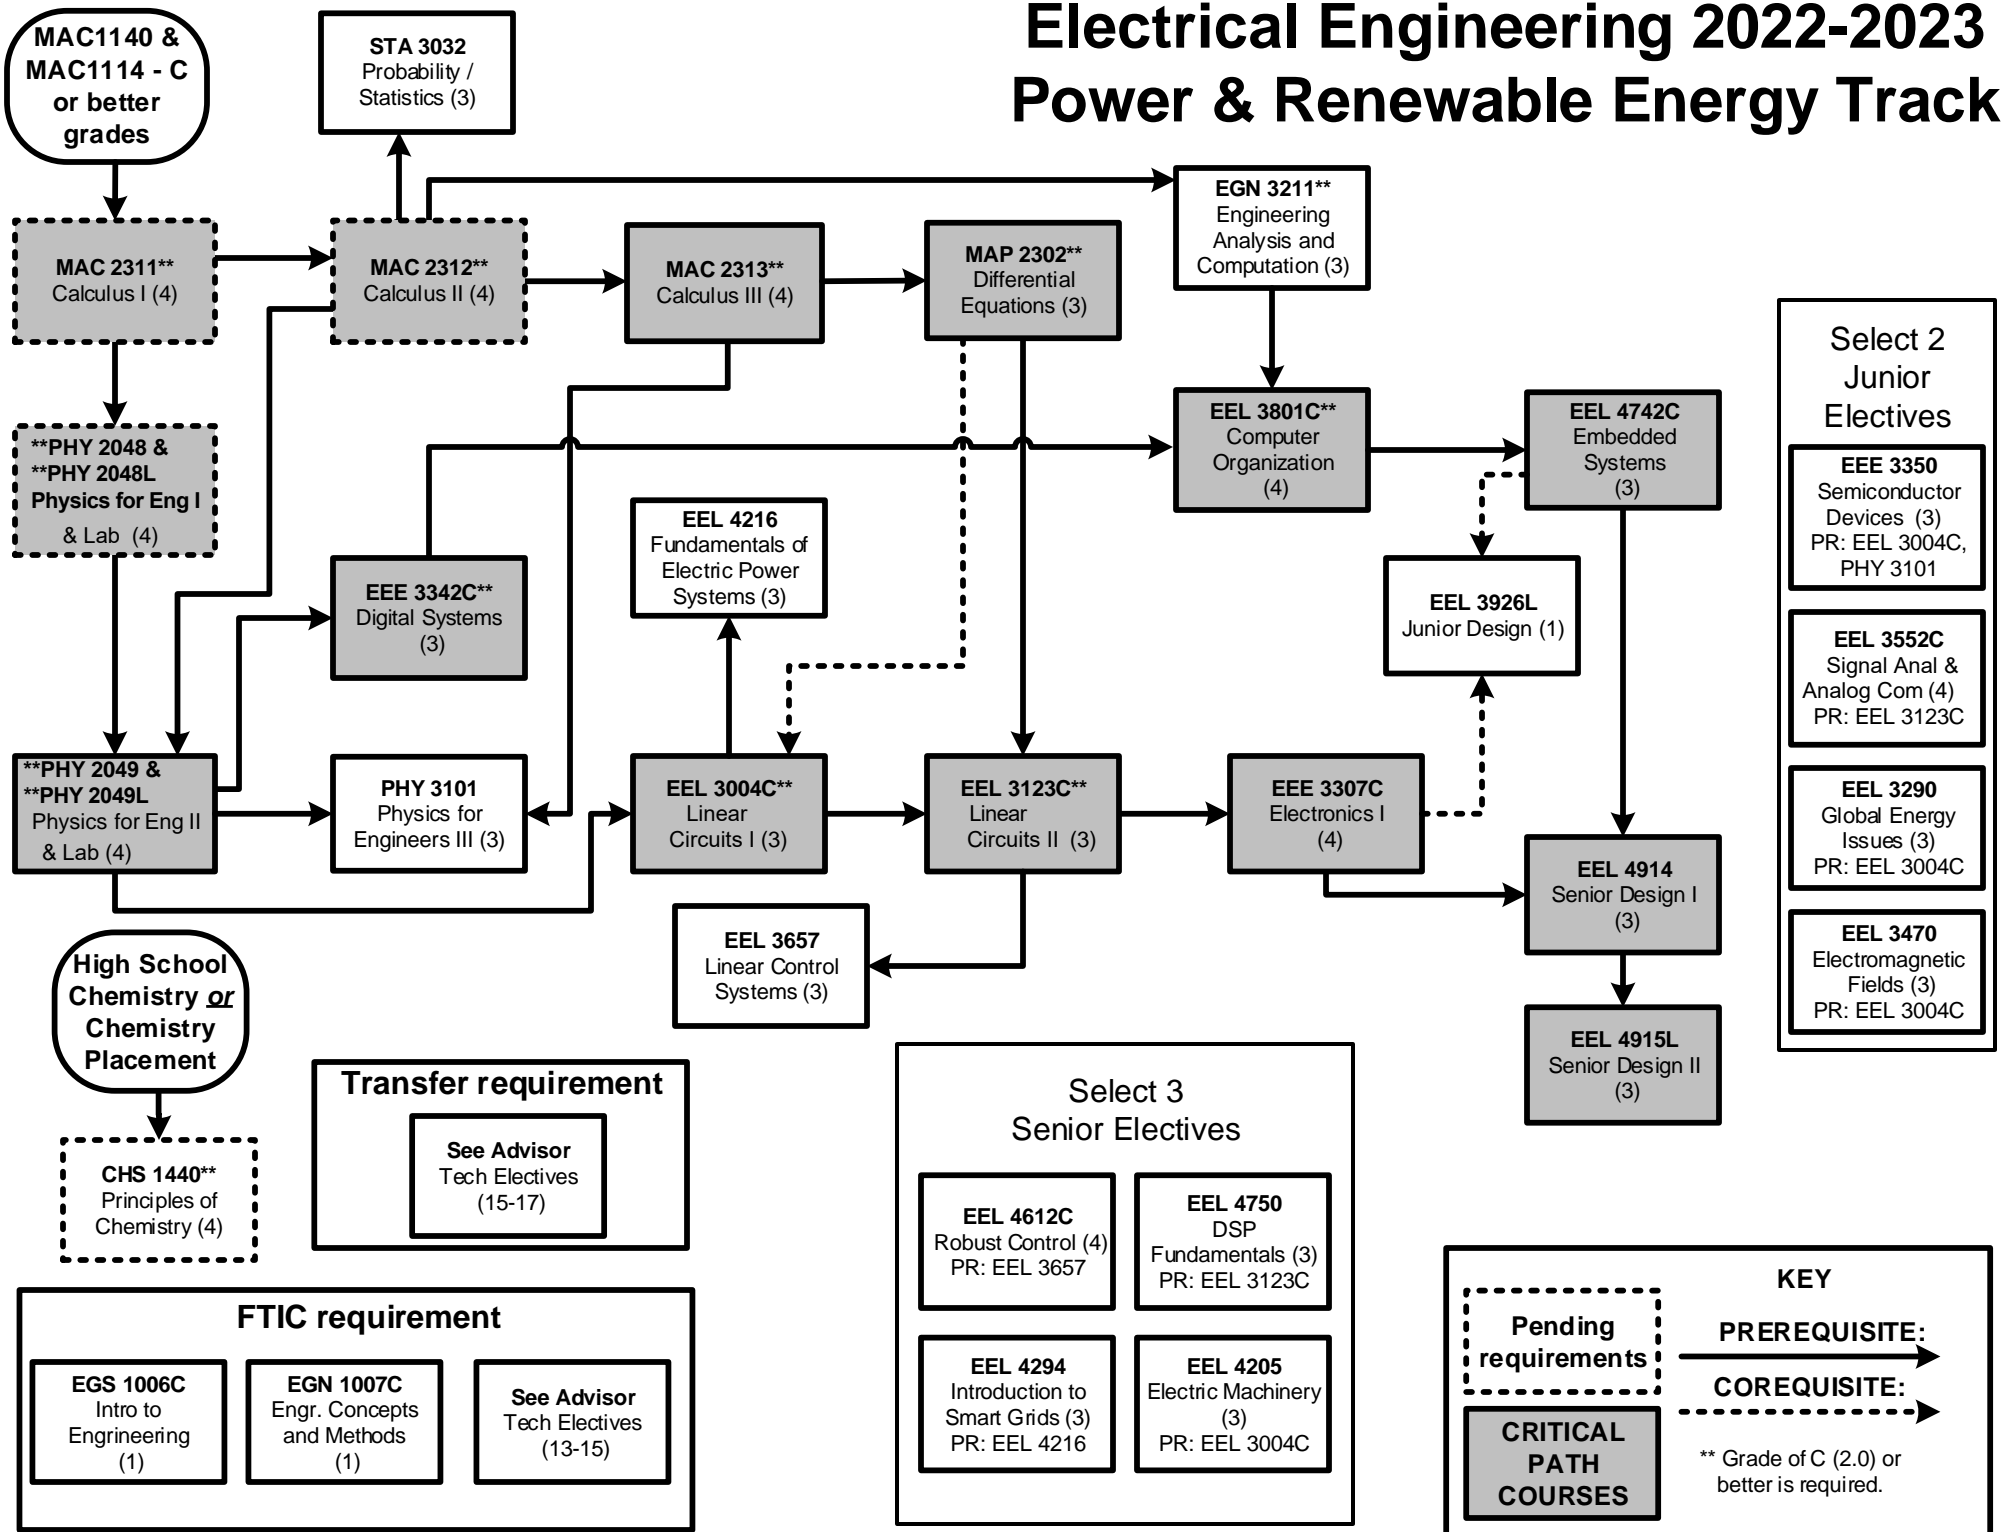 Electrical Engineering 2022-2023
Power & Renewable Energy Track
MAC1140 &
MAC1114 - C
or better
grades
STA 3032
Probability /
Statistics (3)
EGN 3211**
Engineering
Analysis and
Computation (3)
MAC 2311**
Calculus I (4)
MAC 2312**
Calculus II (4)
MAC 2313**
Calculus III (4)
MAP 2302**
Differential
Equations (3)
**PHY 2048 &
**PHY 2048L
Physics for Eng I
& Lab (4)
EEL 3801C**
Computer
Organization
(4)
EEL 4742C
Embedded
Systems
(3)
EEL 4216
Fundamentals of
Electric Power
Systems (3)
EEE 3342C**
Digital Systems
(3)
EEL 3926L
Junior Design (1)
**PHY 2049 &
**PHY 2049L
Physics for Eng II
& Lab (4)
PHY 3101
Physics for
Engineers III (3)
EEL 3004C**
Linear
Circuits I (3)
EEL 3123C**
Linear
Circuits II (3)
EEE 3307C
Electronics I
(4)
EEL 4914
Senior Design I
(3)
EEL 3657
Linear Control
Systems (3)
EEL 4915L
Senior Design II
(3)
Select 2
Junior
Electives
EEE 3350
Semiconductor
Devices (3)
PR: EEL 3004C,
PHY 3101
EEL 3552C
Signal Anal &
Analog Com (4)
PR: EEL 3123C
EEL 3290
Global Energy
Issues (3)
PR: EEL 3004C
EEL 3470
Electromagnetic
Fields (3)
PR: EEL 3004C
High School
Chemistry or
Chemistry
Placement
CHS 1440**
Principles of
Chemistry (4)
Transfer requirement
See Advisor
Tech Electives
(15-17)
FTIC requirement
EGS 1006C
Intro to
Engrineering
(1)
EGN 1007C
Engr. Concepts
and Methods
(1)
See Advisor
Tech Electives
(13-15)
Select 3
Senior Electives
EEL 4612C
Robust Control (4)
PR: EEL 3657
EEL 4750
DSP
Fundamentals (3)
PR: EEL 3123C
EEL 4294
Introduction to
Smart Grids (3)
PR: EEL 4216
EEL 4205
Electric Machinery
(3)
PR: EEL 3004C
KEY
Pending
requirements
PREREQUISITE:
COREQUISITE:
CRITICAL
PATH
COURSES
** Grade of C (2.0) or
better is required.